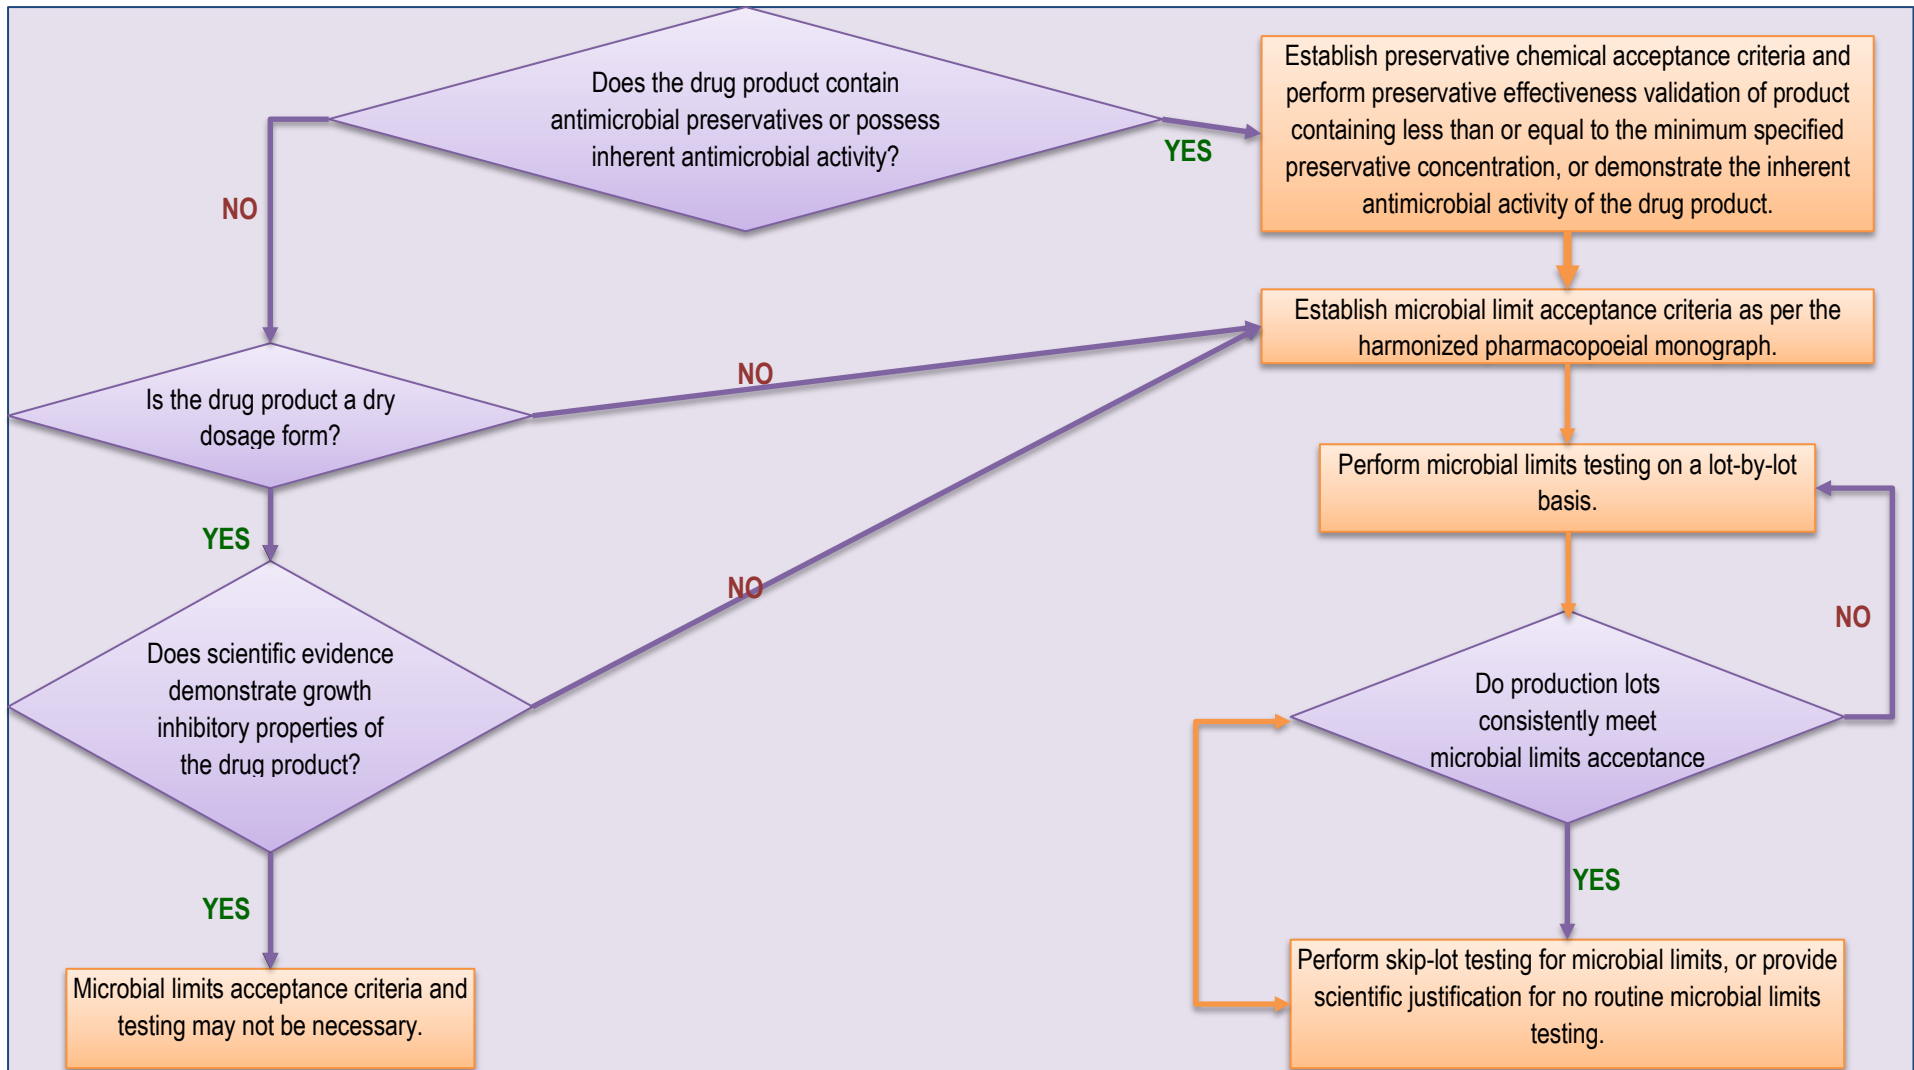 Does the drug product contain
antimicrobial preservatives or possess
inherent antimicrobial activity?
YES
NO
Establish preservative chemical acceptance criteria and
perform preservative effectiveness validation of product
containing less than or equal to the minimum specified
preservative concentration, or demonstrate the inherent
antimicrobial activity of the drug product.
Establish microbial limit acceptance criteria as per the
harmonized pharmacopoeial monograph.
Is the drug product a dry
dosage form?
NO
YES
Perform microbial limits testing on a lot-by-lot
basis.
Does scientific evidence
demonstrate growth
inhibitory properties of
the drug product?
NO
YES
Do production lots
consistently meet
microbial limits acceptance
NO
YES
Microbial limits acceptance criteria and
testing may not be necessary.
Perform skip-lot testing for microbial limits, or provide
scientific justification for no routine microbial limits
testing.